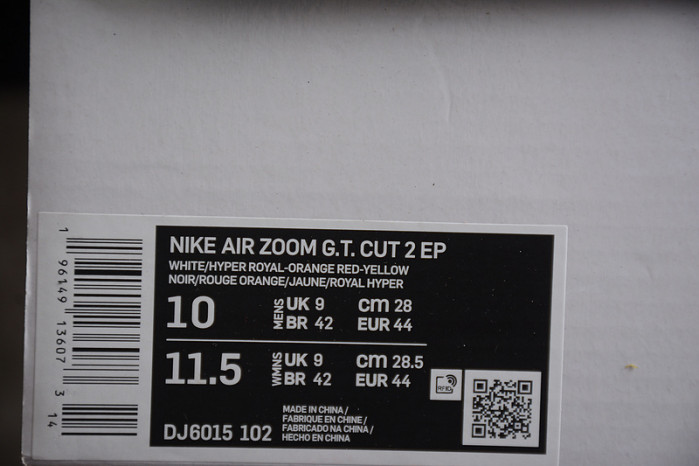 NIKE AIR ZOOM G.T. CUT 2 EP
WHITE/HYPER ROYAL-ORANGE RED-YELLOW
NOIR/ROUGE ORANGE/JAUNE/ROYAL HYPER
10 MENS UK 9 cm 28
BR 42 EUR 44
11.5 WMNS UK 9 cm 28.5
BR 42 EUR 44
RFID
DJ6015 102
MADE IN CHINA /
FABRIQUE EN CHINE /
FABRICADO NA CHINA /
HECHO EN CHINA
1 96149 13607 3 14